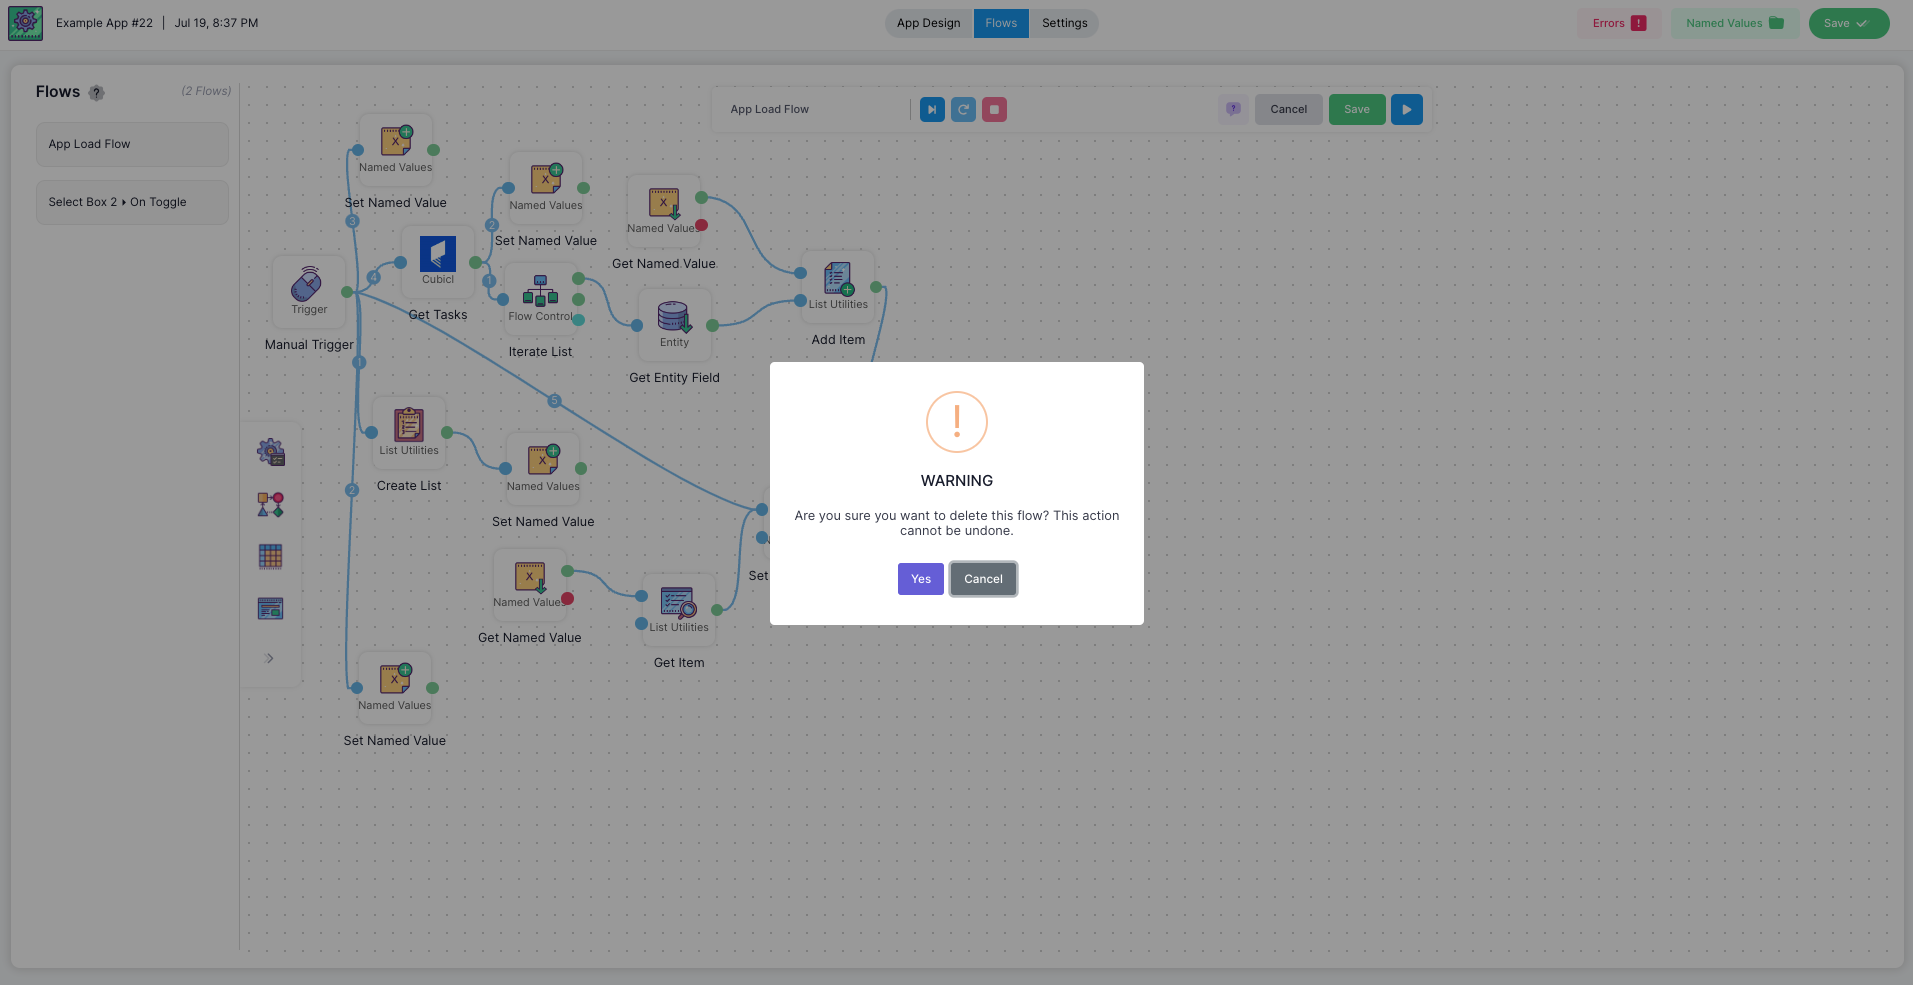 Example App #22 | Jul 19, 8:37 PM
App Design
Flows
Settings
Errors !
Named Values
Save
Flows ?
(2 Flows)
App Load Flow
Select Box 2 On Toggle
App Load Flow
?
Cancel
Save
X
Named Values
Set Named Value
3
X
Named Values
Set Named Value
2
X
Named Values
Get Named Value
Cubicl
Get Tasks
4
1
Trigger
Manual Trigger
Flow Control
Iterate List
Entity
Get Entity Field
List Utilities
Add Item
1
5
List Utilities
Create List
2
X
Named Values
Set Named Value
X
Named Values
Get Named Value
List Utilities
Get Item
Set
X
Named Values
Set Named Value
!
WARNING
Are you sure you want to delete this flow? This action
cannot be undone.
Yes
Cancel